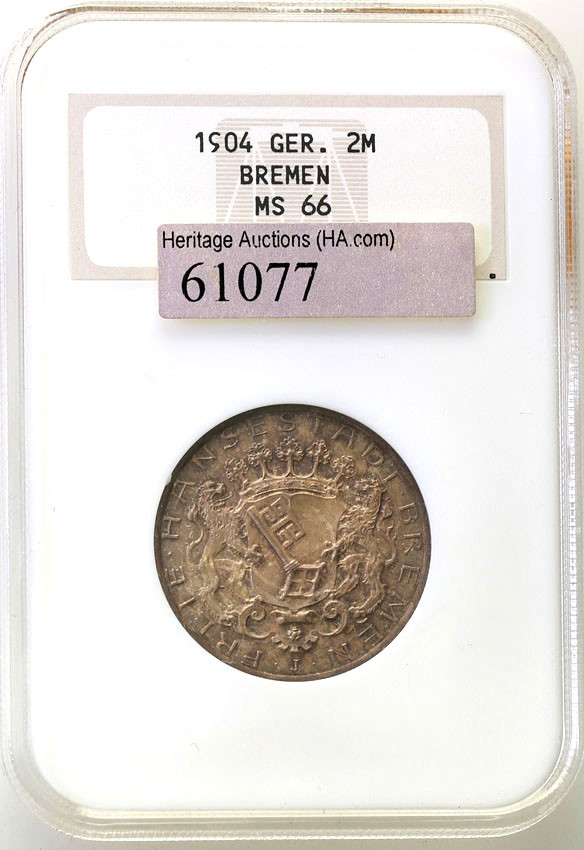 1904 GER. 2M
BREMEN
MS 66
Heritage Auctions (HA.com)
61077
FREIE · HANSESTADT · BREMEN ·
J